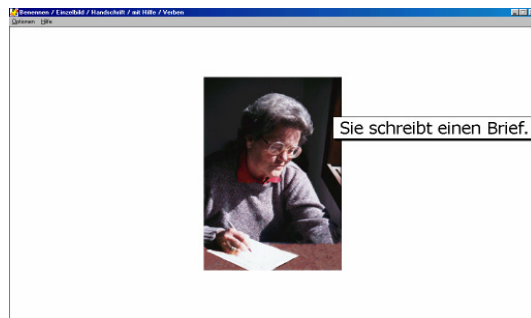 Benennen / Einzelbild / Handschrift / mit Hilfe / Verben
Optionen Hilfe
Sie schreibt einen Brief.